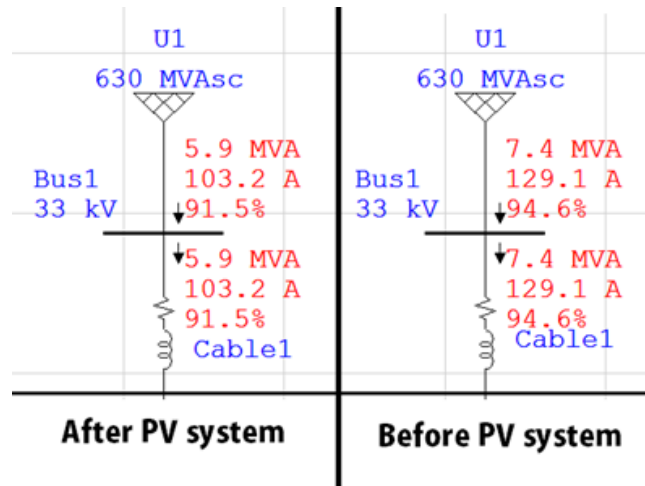 U1
630 MVAsc
5.9 MVA
103.2 A
91.5%
Bus1
33 kV
5.9 MVA
103.2 A
91.5%
Cable1
After PV system
U1
630 MVAsc
7.4 MVA
129.1 A
94.6%
Bus1
33 kV
7.4 MVA
129.1 A
94.6%
Cable1
Before PV system